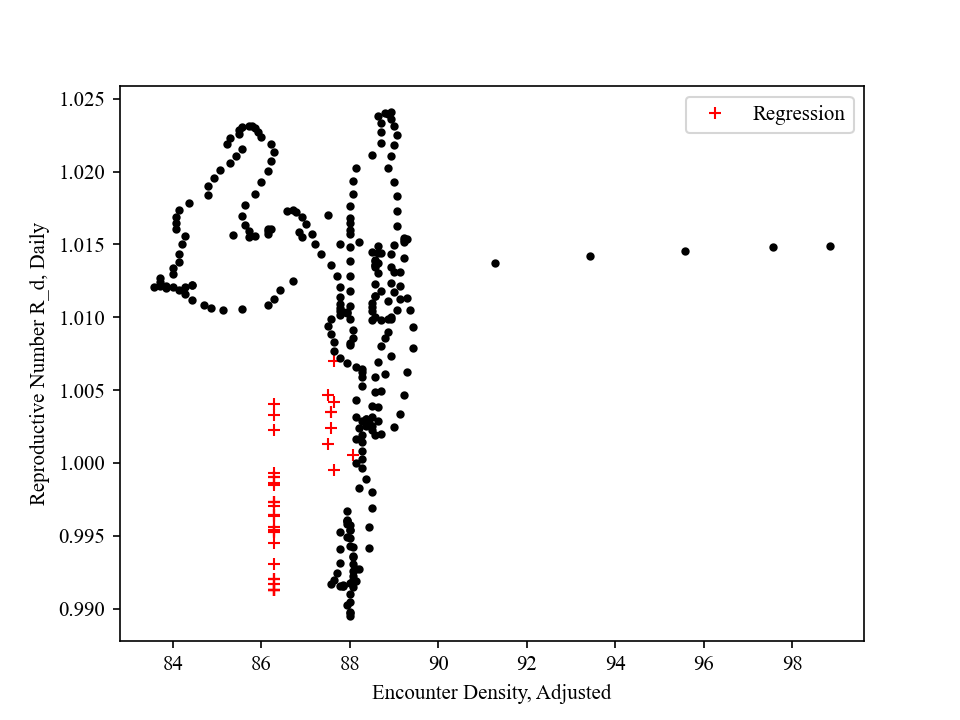 Regression
1.025
1.020
1.015
1.010
1.005
1.000
0.995
0.990
Reproductive Number R_d, Daily
84 86 88 90 92 94 96 98
Encounter Density, Adjusted